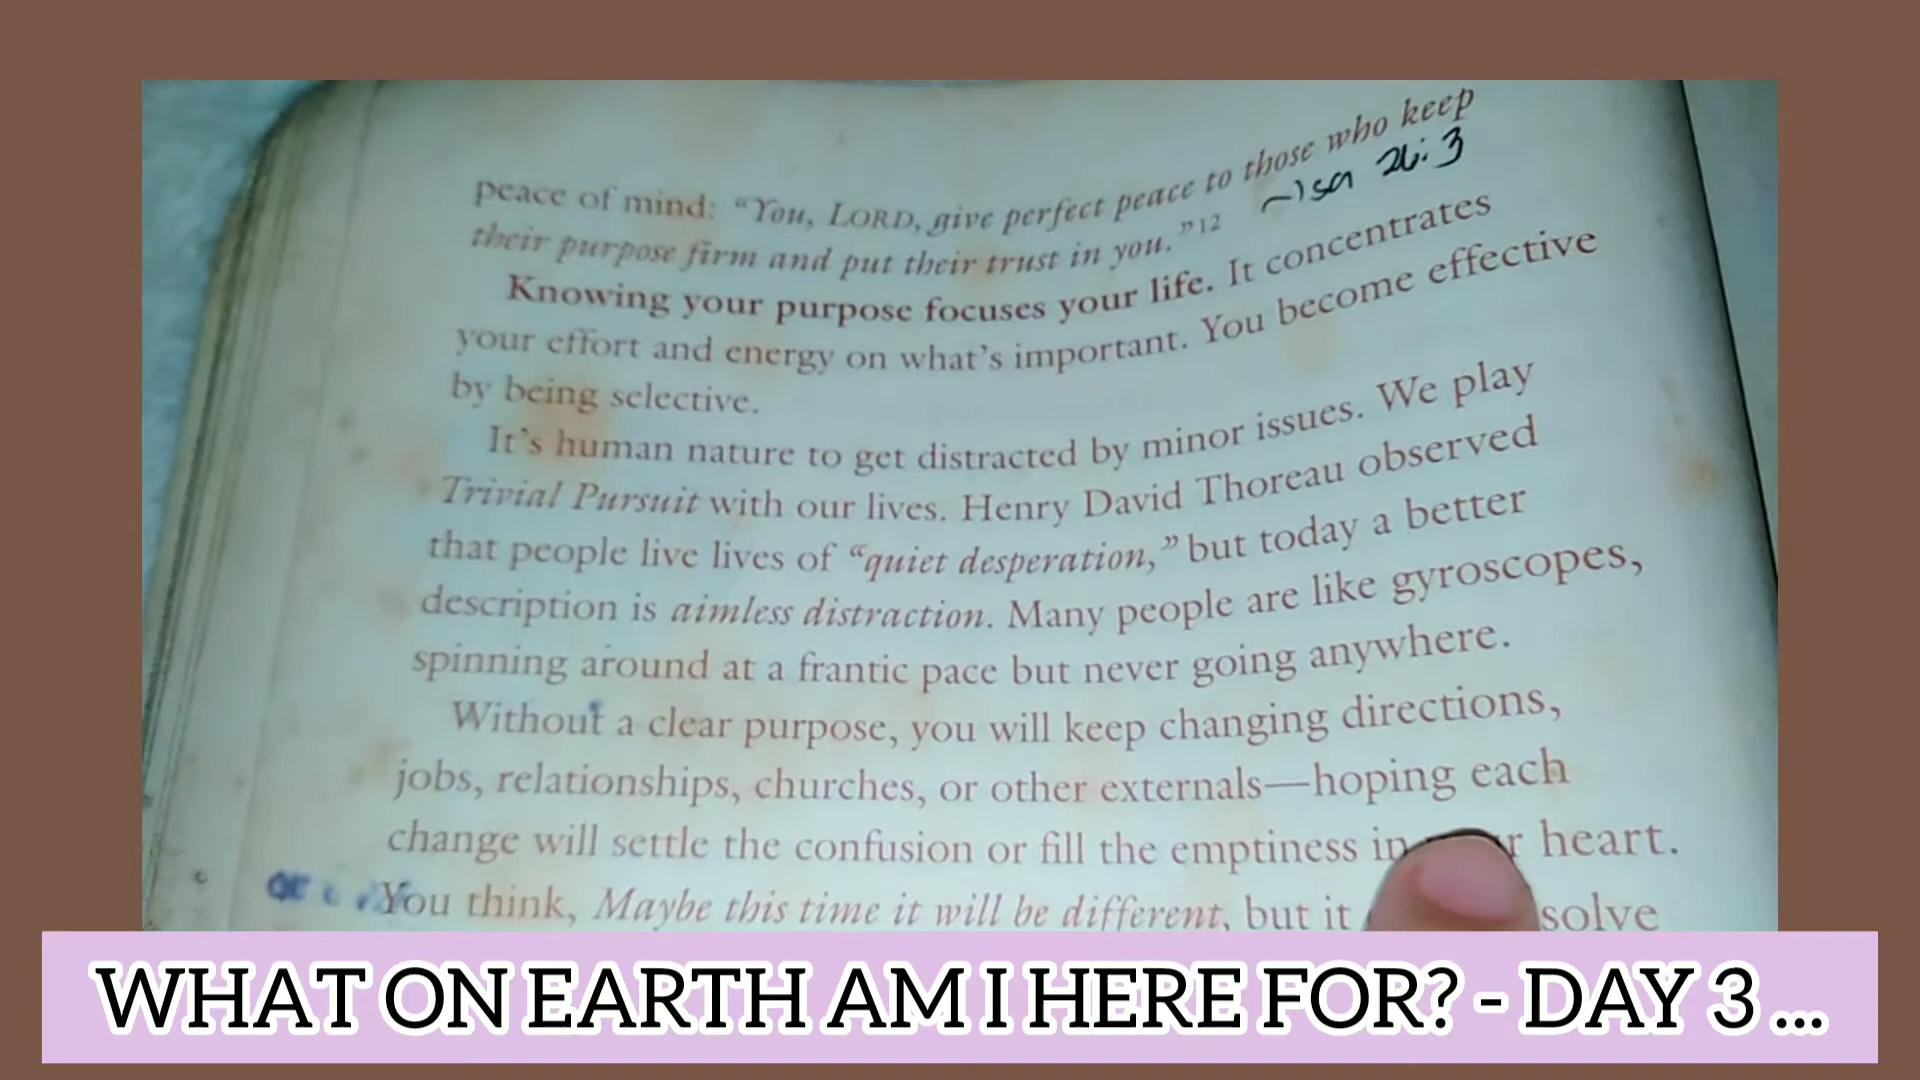 peace of mind: “You, LORD, give perfect peace to those who keep
~Isa 26:3
their purpose firm and put their trust in you.”12
Knowing your purpose focuses your life. It concentrates
your effort and energy on what’s important. You become effective
by being selective.
It’s human nature to get distracted by minor issues. We play
Trivial Pursuit with our lives. Henry David Thoreau observed
that people live lives of “quiet desperation,” but today a better
description is aimless distraction. Many people are like gyroscopes,
spinning around at a frantic pace but never going anywhere.
Without a clear purpose, you will keep changing directions,
jobs, relationships, churches, or other externals—hoping each
change will settle the confusion or fill the emptiness in heart.
You think, Maybe this time it will be different, but it solve
WHAT ON EARTH AM I HERE FOR? - DAY 3 ...